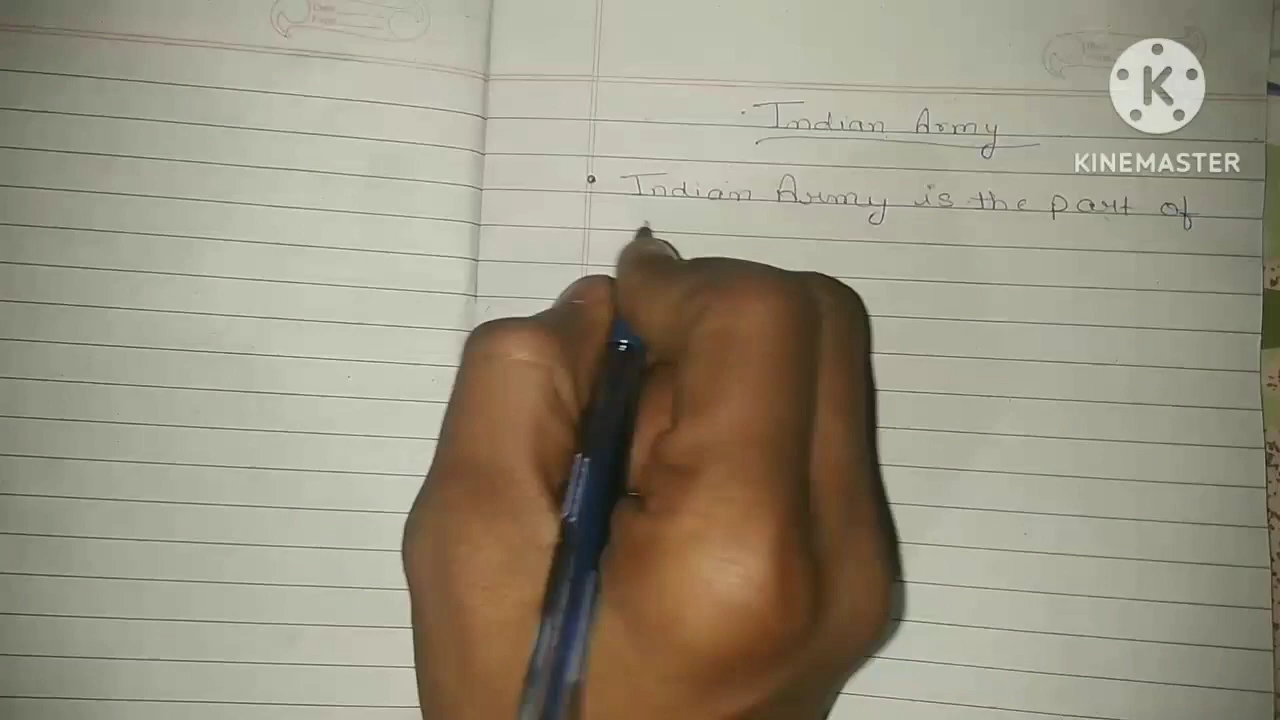 Indian Army
• Indian Army is the part of
K
KINEMASTER